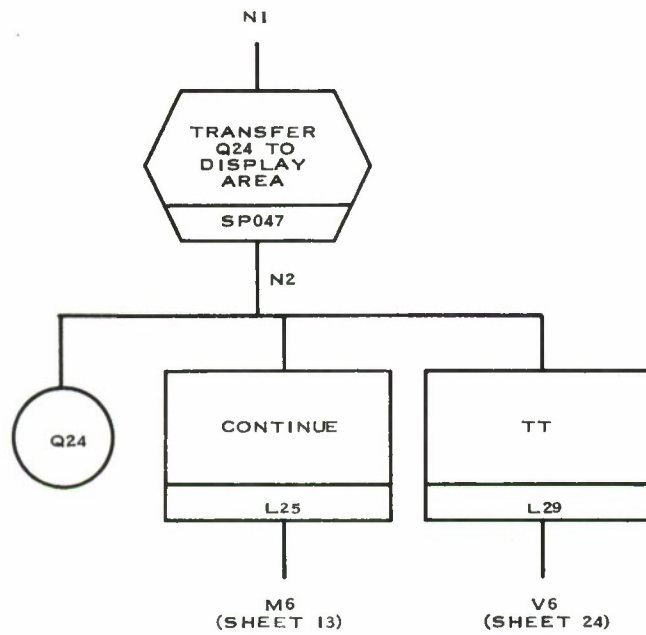 N1
TRANSFER
Q24 TO
DISPLAY
AREA
SP047
N2
Q24
CONTINUE
TT
L25
L29
M6
(SHEET 13)
V6
(SHEET 24)